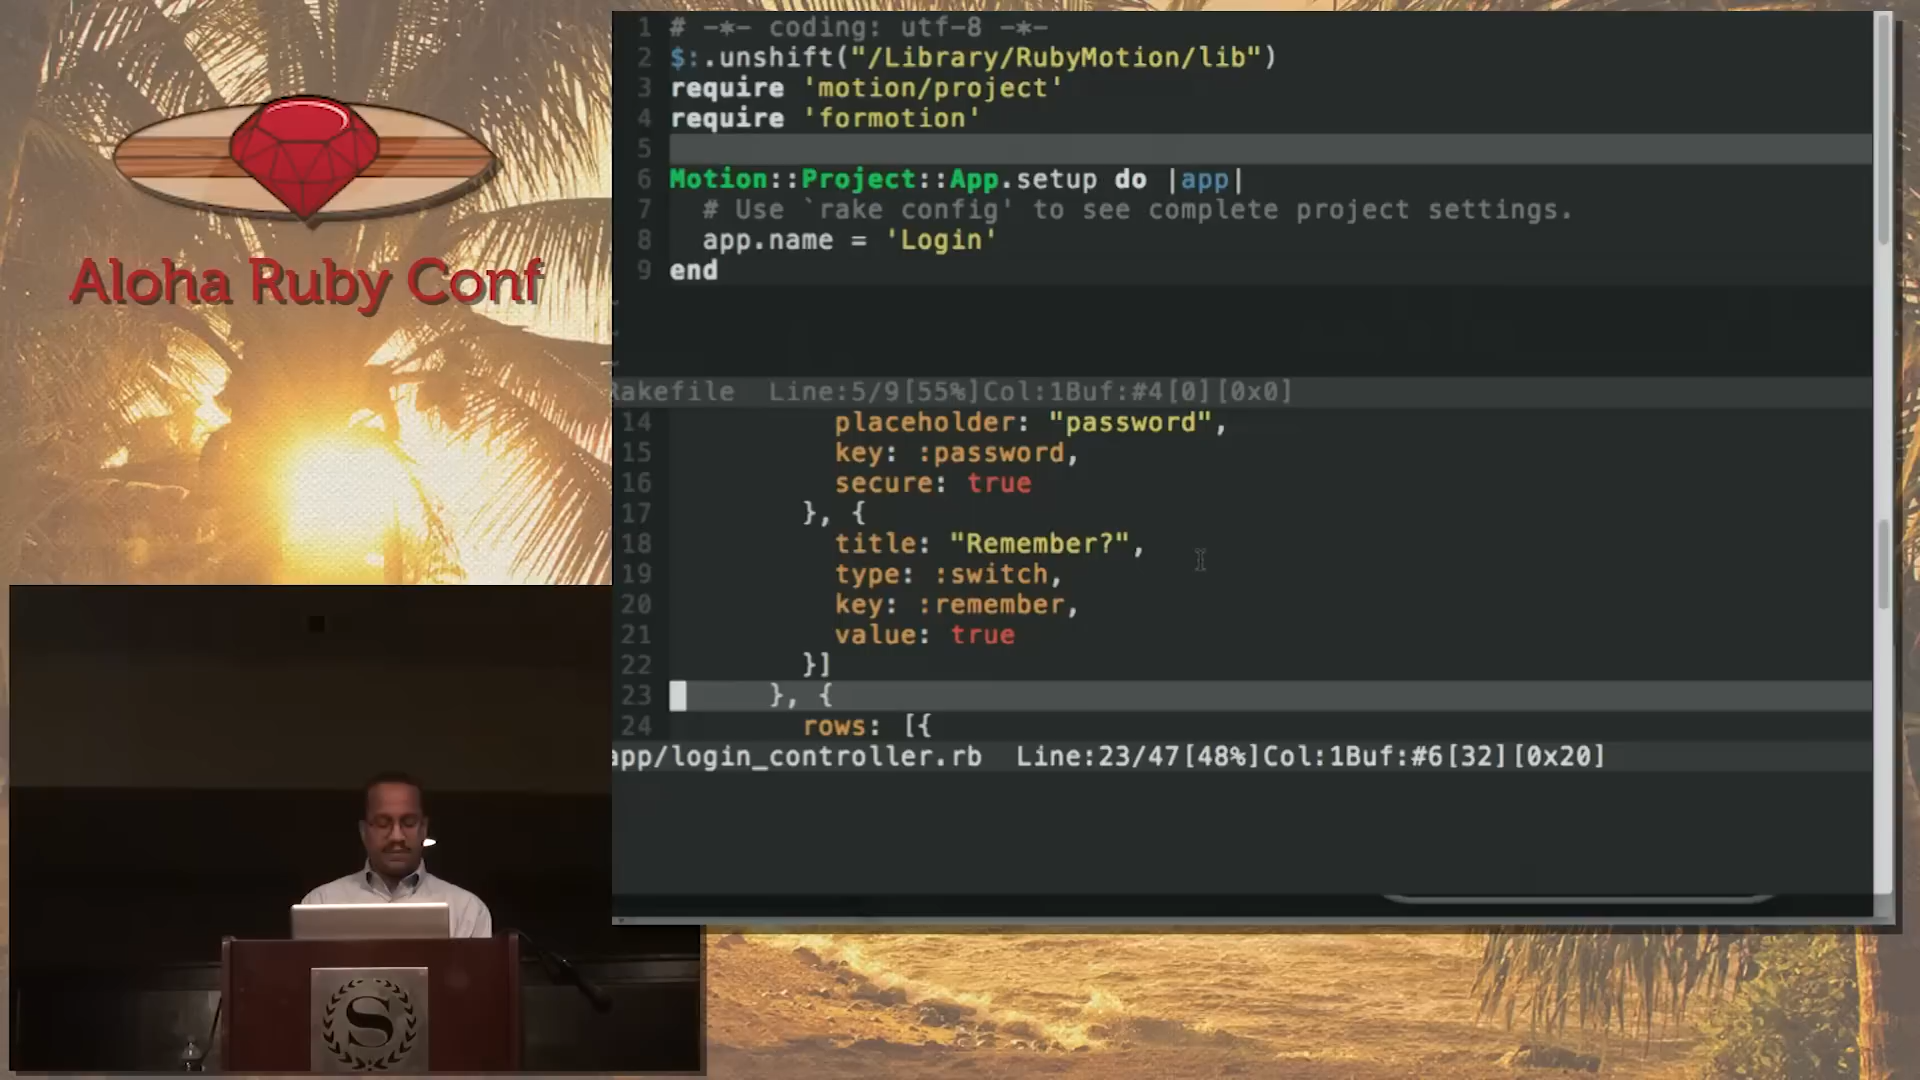 Aloha Ruby Conf
1 # -*- coding: utf-8 -*-
2 $:.unshift("/Library/RubyMotion/lib")
3 require 'motion/project'
4 require 'formotion'
5
6 Motion::Project::App.setup do |app|
7 # Use `rake config' to see complete project settings.
8 app.name = 'Login'
9 end
Rakefile Line:5/9[55%]Col:1Buf:#4[0][0x0]
14 placeholder: "password",
15 key: :password,
16 secure: true
17 }, {
18 title: "Remember?",
19 type: :switch,
20 key: :remember,
21 value: true
22 }]
23 }, {
24 rows: [{
app/login_controller.rb Line:23/47[48%]Col:1Buf:#6[32][0x20]
S